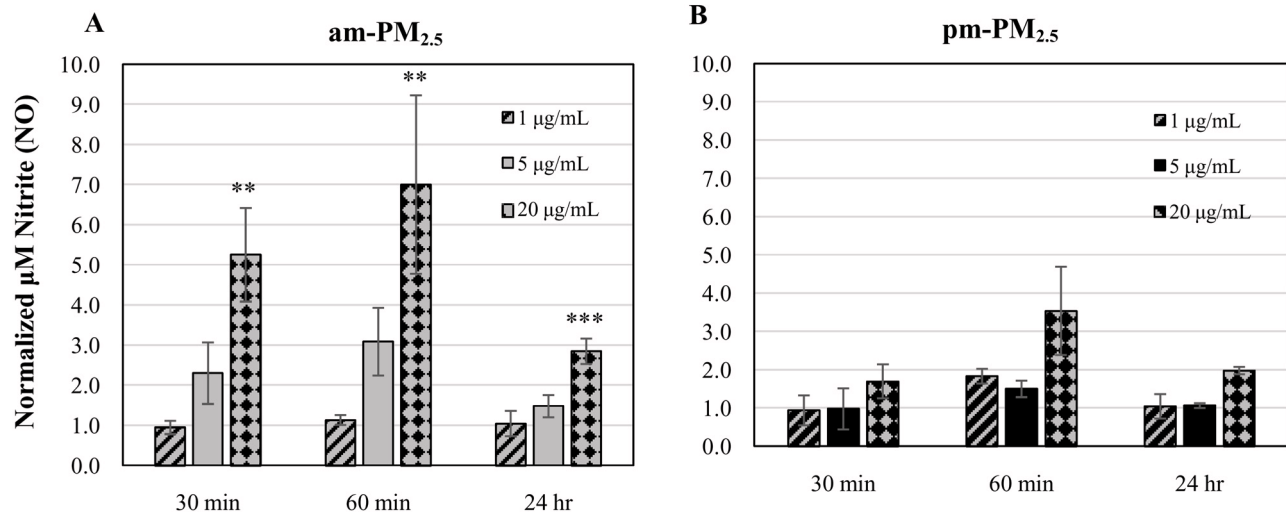 A
am-PM2.5
Normalized µM Nitrite (NO)
10.0
9.0
8.0
7.0
6.0
5.0
4.0
3.0
2.0
1.0
0.0
**
**
***
1 µg/mL
5 µg/mL
20 µg/mL
30 min 60 min 24 hr
B
pm-PM2.5
10.0
9.0
8.0
7.0
6.0
5.0
4.0
3.0
2.0
1.0
0.0
1 µg/mL
5 µg/mL
20 µg/mL
30 min 60 min 24 hr